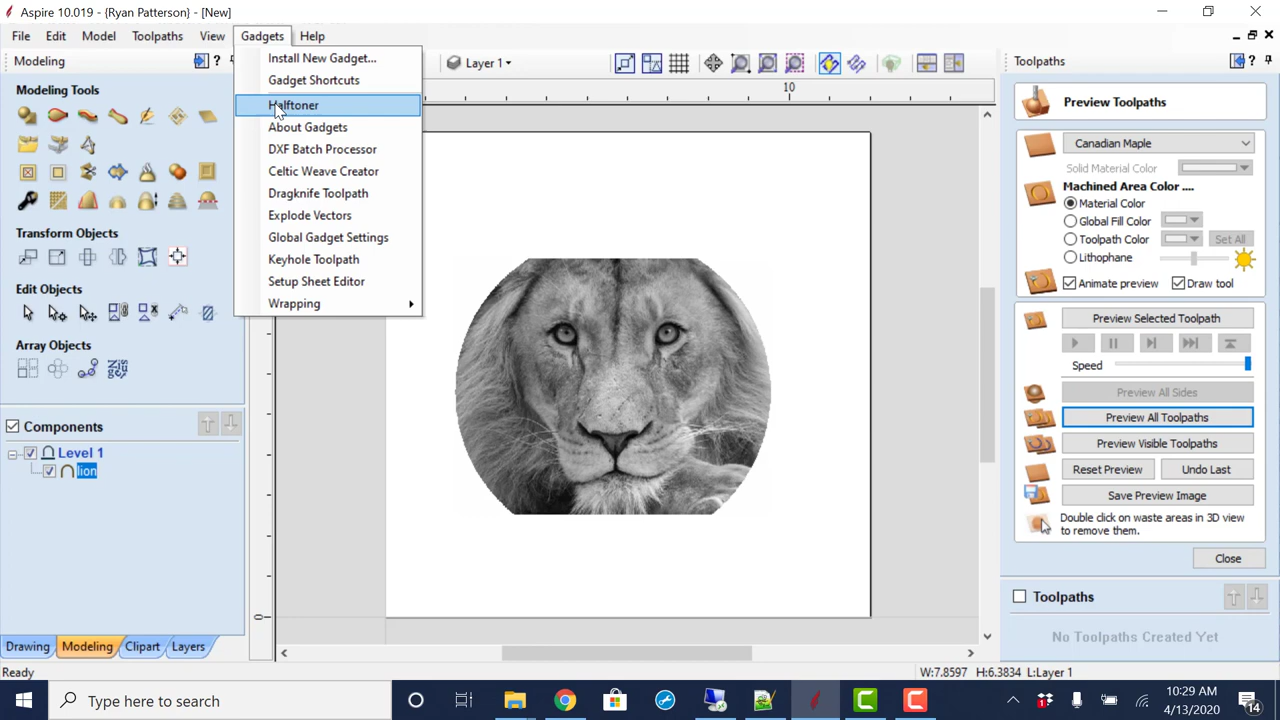 Aspire 10.019 - {Ryan Patterson} - [New]
File Edit Model Toolpaths View Gadgets Help
Modeling ?
Modeling Tools
Transform Objects
Edit Objects
Array Objects
Components
Level 1
lion
Drawing Modeling Clipart Layers
Ready
Install New Gadget...
Gadget Shortcuts
Halftoner
About Gadgets
DXF Batch Processor
Celtic Weave Creator
Dragknife Toolpath
Explode Vectors
Global Gadget Settings
Keyhole Toolpath
Setup Sheet Editor
Wrapping
Layer 1
10
0
Toolpaths ?
Preview Toolpaths
Canadian Maple
Solid Material Color
Machined Area Color ....
Material Color
Global Fill Color
Toolpath Color Set All
Lithophane
Animate preview Draw tool
Preview Selected Toolpath
Speed
Preview All Sides
Preview All Toolpaths
Preview Visible Toolpaths
Reset Preview Undo Last
Save Preview Image
Double click on waste areas in 3D view
to remove them.
Close
Toolpaths
No Toolpaths Created Yet
W:7.8597 H:6.3834 L:Layer 1
Type here to search
10:29 AM
4/13/2020
14